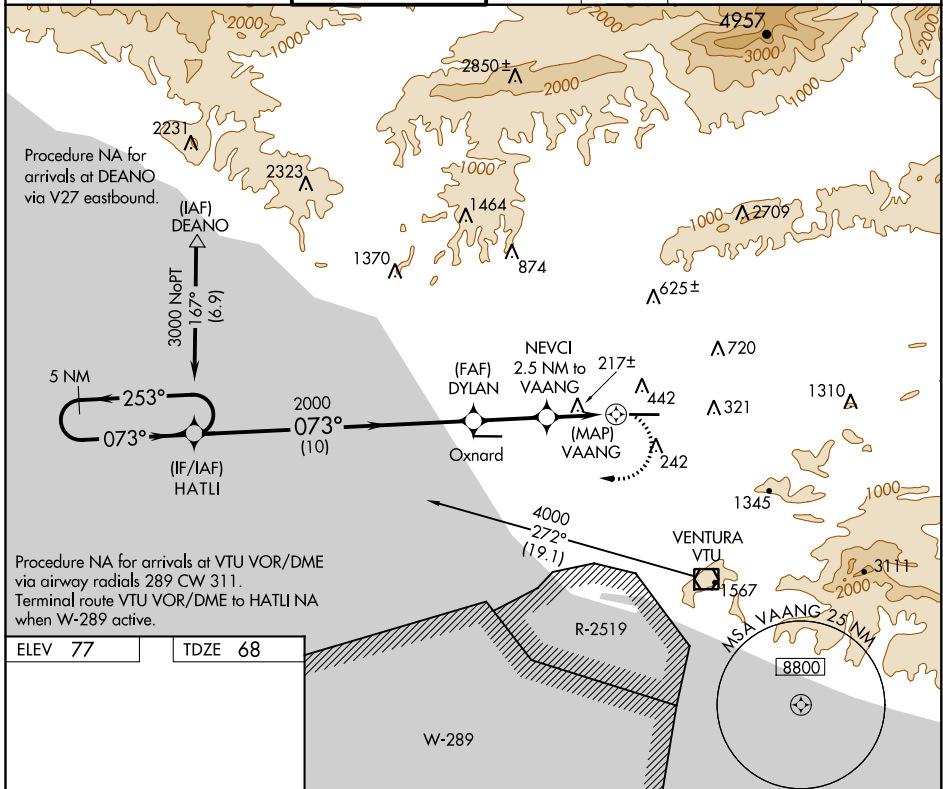 2000
1000
4957
3000
2000
1000
2850±
2000
1000
2231
Procedure NA for
arrivals at DEANO
via V27 eastbound.
2323
1000
1464
1000
2709
(IAF)
DEANO
1370
874
625±
3000 NoPT
167°
(6.9)
720
NEVCI
2.5 NM to
VAANG
217±
(FAF)
DYLAN
5 NM
253°
442
1310
321
2000
073°
(10)
073°
(MAP)
VAANG
242
Oxnard
(IF/IAF)
HATLI
1345
1000
4000
272°
(19.1)
VENTURA
VTU
1567
3111
2000
Procedure NA for arrivals at VTU VOR/DME
via airway radials 289 CW 311.
Terminal route VTU VOR/DME to HATLI NA
when W-289 active.
R-2519
MSA VAANG 25 NM
8800
ELEV 77
TDZE 68
W-289